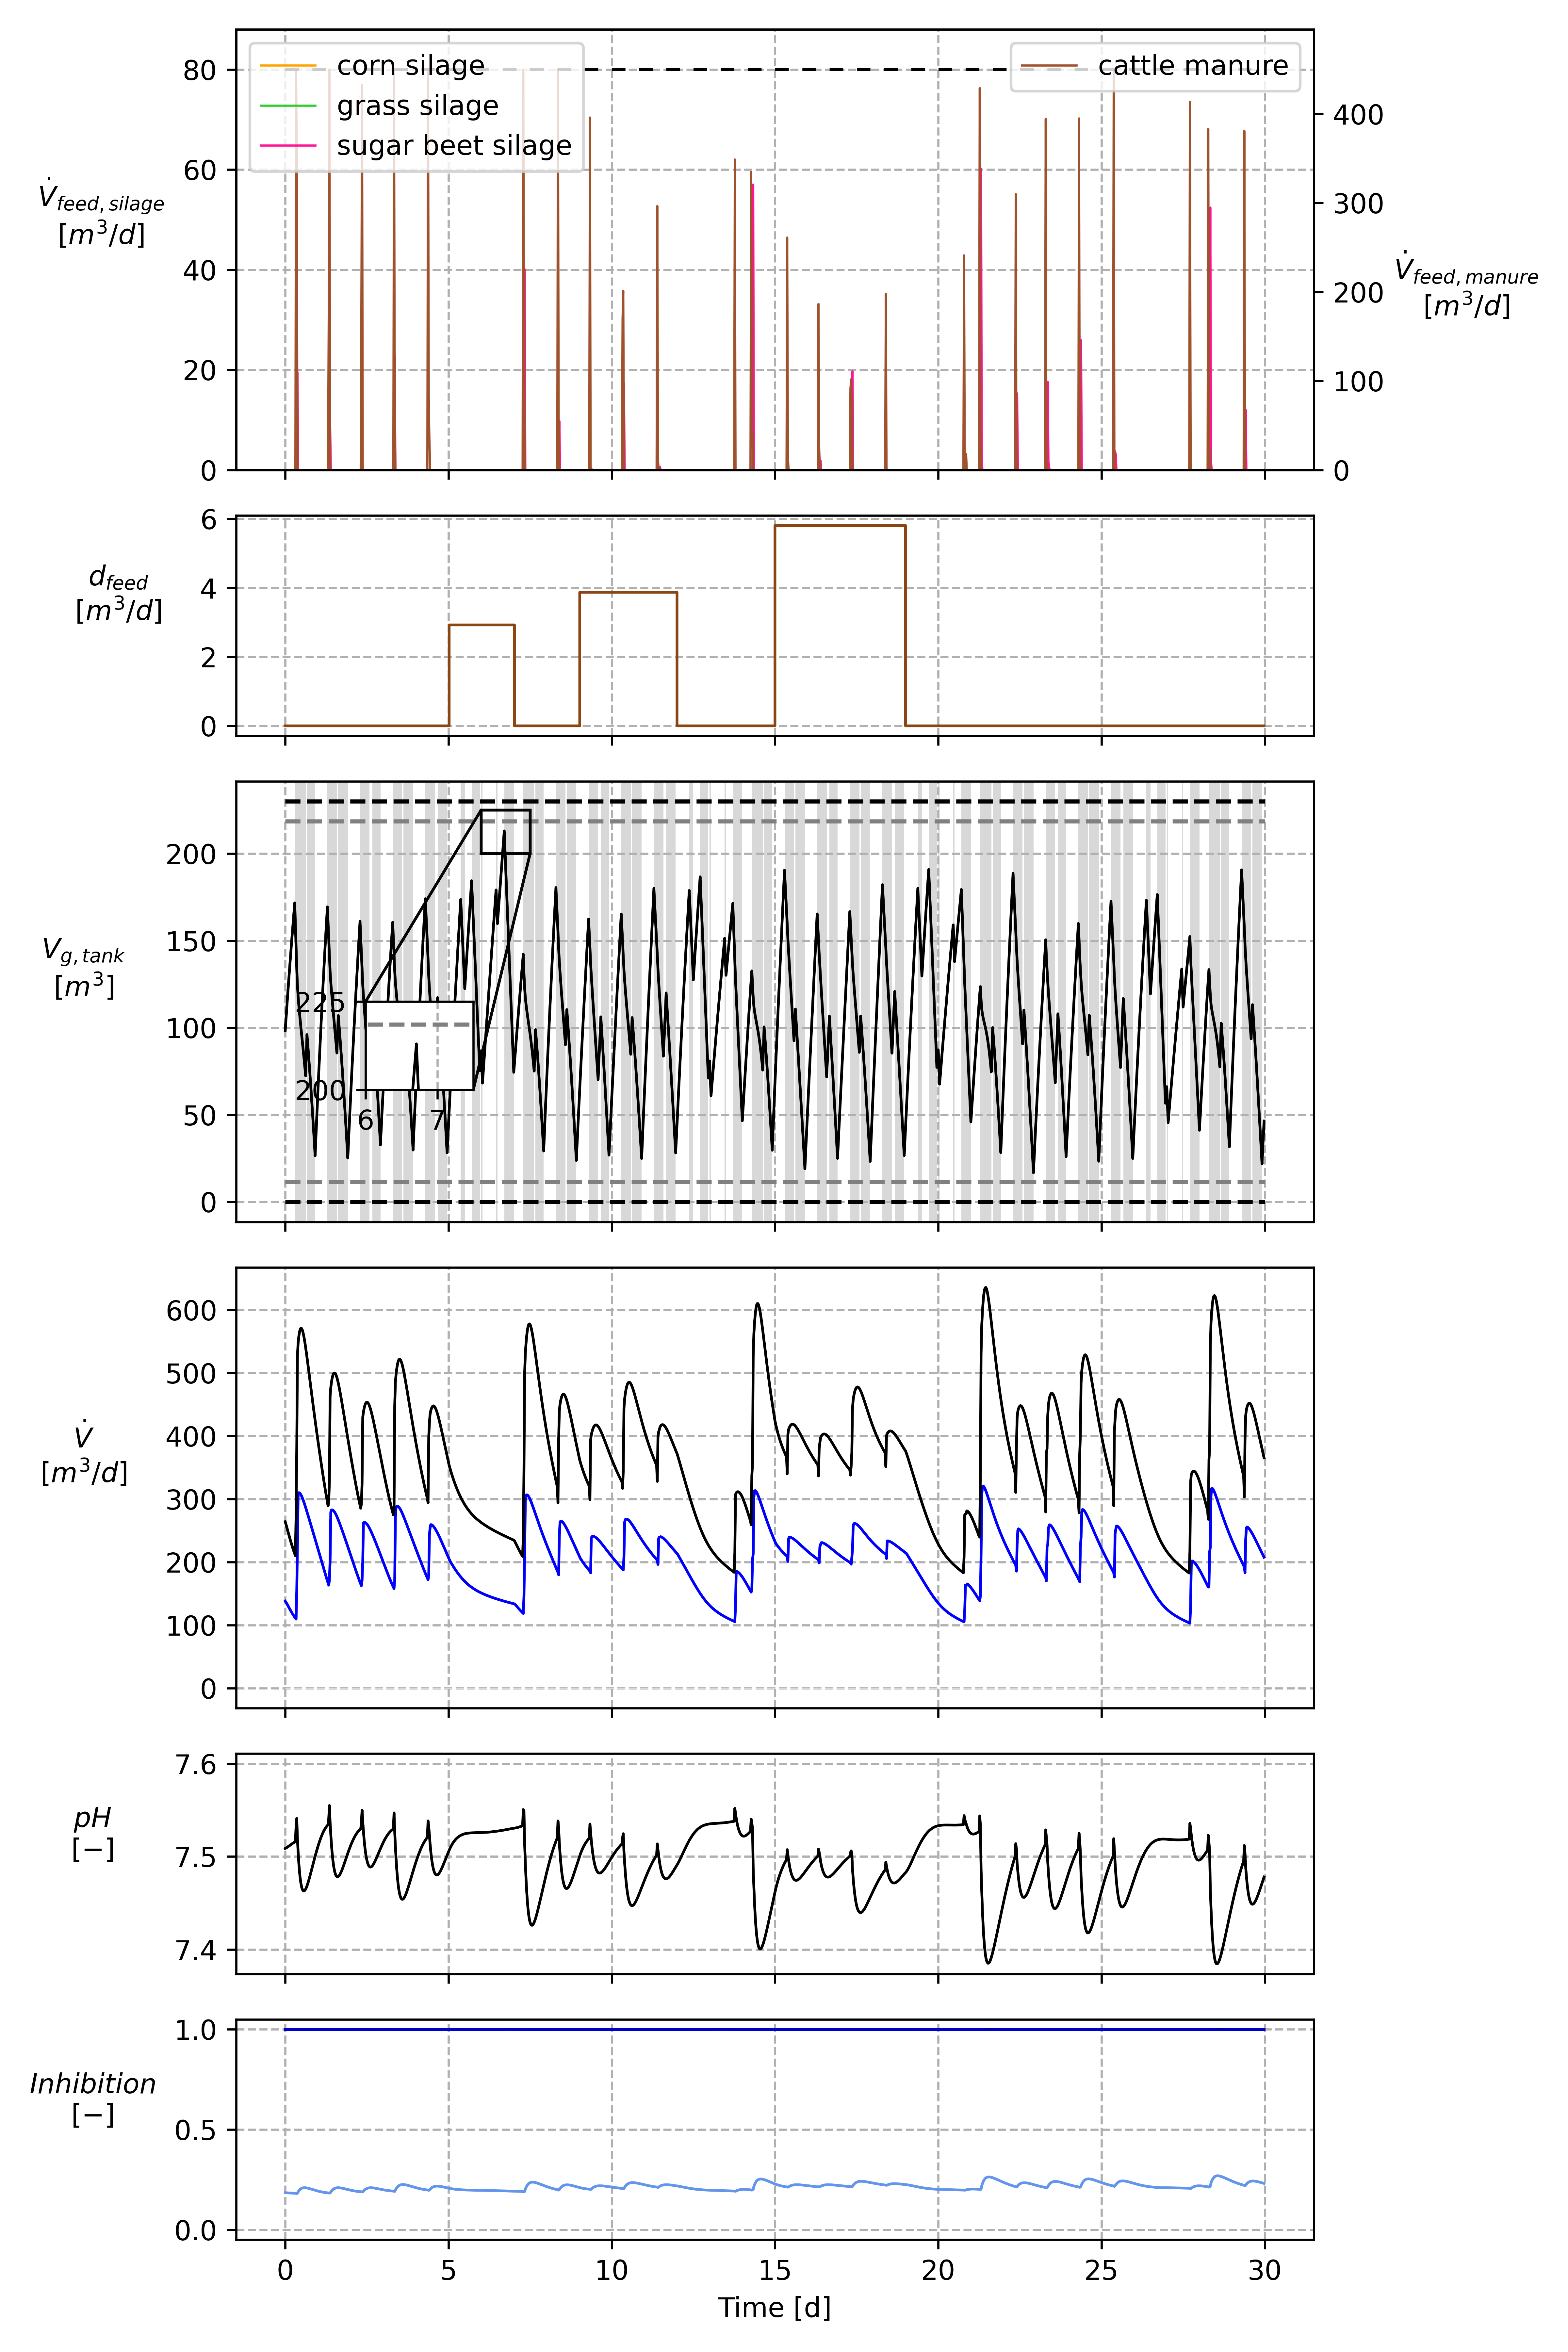 corn silage
grass silage
sugar beet silage
cattle manure
80
60
40
20
0
400
300
200
100
0
V̇feed, silage
[m³/d]
V̇feed, manure
[m³/d]
6
4
2
0
dfeed
[m³/d]
200
150
100
50
0
Vg, tank
[m³]
225
200
6 7
600
500
400
300
200
100
0
V̇
[m³/d]
7.6
7.5
7.4
pH
[−]
1.0
0.5
0.0
Inhibition
[−]
0 5 10 15 20 25 30
Time [d]